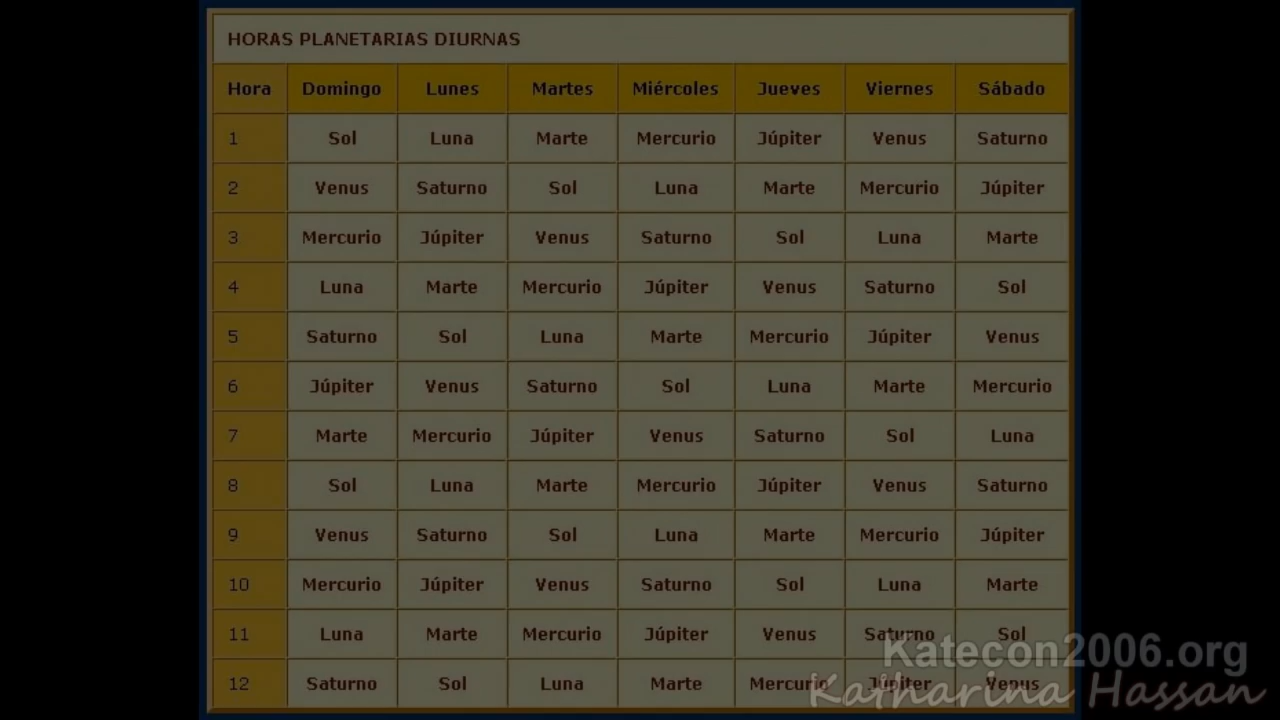 HORAS PLANETARIAS DIURNAS
Hora Domingo Lunes Martes Miércoles Jueves Viernes Sábado
1 Sol Luna Marte Mercurio Júpiter Venus Saturno
2 Venus Saturno Sol Luna Marte Mercurio Júpiter
3 Mercurio Júpiter Venus Saturno Sol Luna Marte
4 Luna Marte Mercurio Júpiter Venus Saturno Sol
5 Saturno Sol Luna Marte Mercurio Júpiter Venus
6 Júpiter Venus Saturno Sol Luna Marte Mercurio
7 Marte Mercurio Júpiter Venus Saturno Sol Luna
8 Sol Luna Marte Mercurio Júpiter Venus Saturno
9 Venus Saturno Sol Luna Marte Mercurio Júpiter
10 Mercurio Júpiter Venus Saturno Sol Luna Marte
11 Luna Marte Mercurio Júpiter Venus Saturno Sol
12 Saturno Sol Luna Marte Mercurio Júpiter Venus
Katecon2006.org
Katharina Hassan